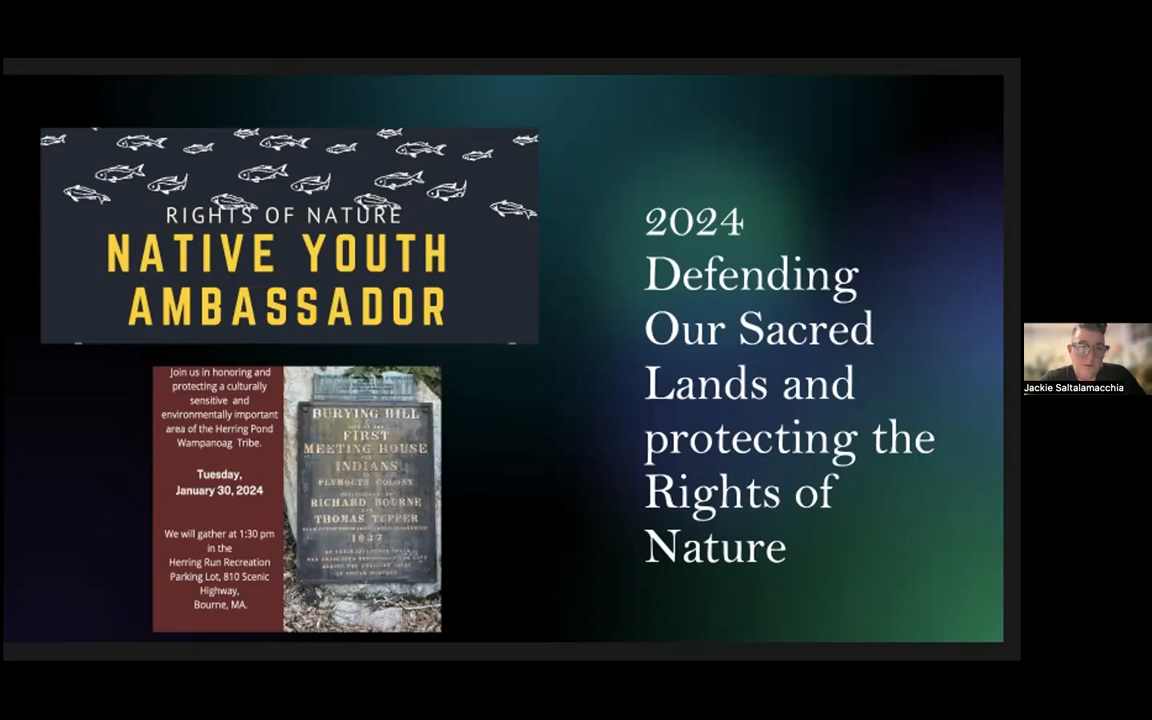 RIGHTS OF NATURE
NATIVE YOUTH
AMBASSADOR
Join us in honoring and
protecting a culturally
sensitive and
environmentally important
area of the Herring Pond
Wampanoag Tribe.
Tuesday,
January 30, 2024
We will gather at 1:30 pm
in the
Herring Run Recreation
Parking Lot, 810 Scenic
Highway,
Bourne, MA.
BURYING HILL
FIRST
MEETING HOUSE
INDIANS
PLYMOUTH COLONY
RICHARD BOURNE
THOMAS TUPPER
1637
2024
Defending
Our Sacred
Lands and
protecting the
Rights of
Nature
Jackie Saltalamacchia